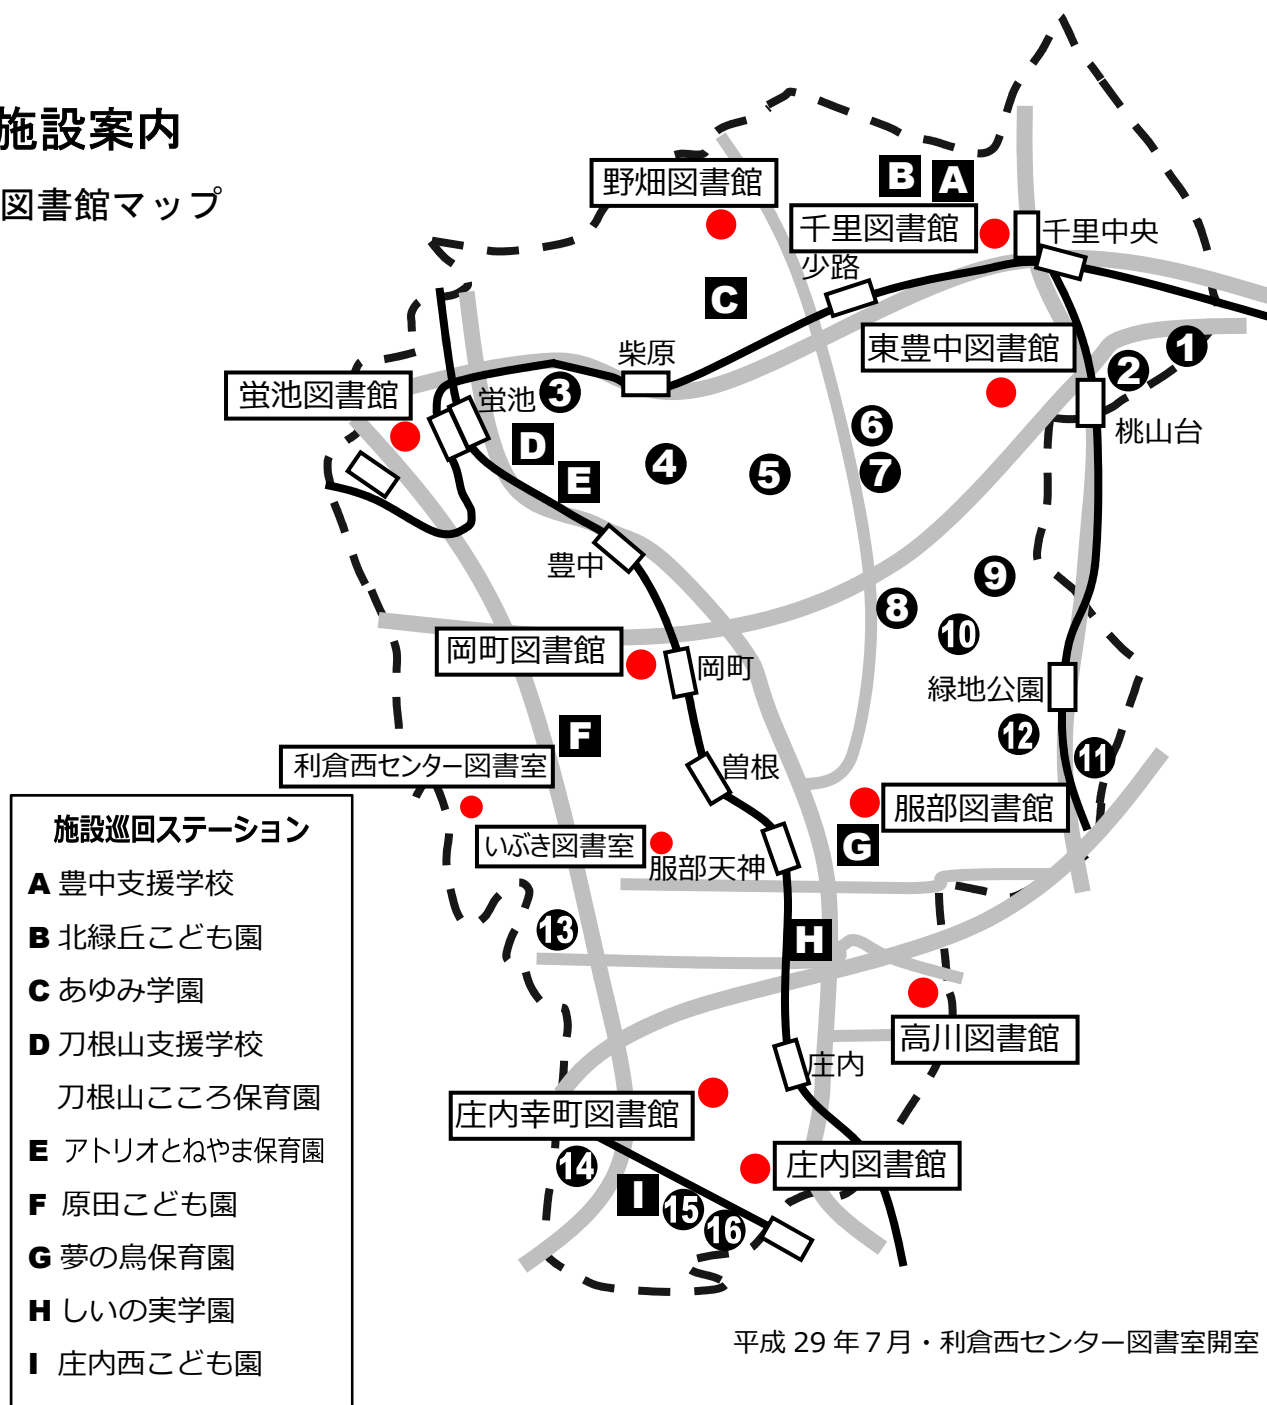 施設案内
図書館マップ
野畑図書館
B
A
千里図書館
千里中央
少路
C
東豊中図書館
1
2
柴原
蛍池図書館
蛍池
3
桃山台
6
D
4
5
7
E
豊中
9
8
10
岡町図書館
岡町
緑地公園
F
12
11
利倉西センター図書室
曽根
服部図書館
いぶき図書室
服部天神
G
13
H
高川図書館
庄内
庄内幸町図書館
庄内図書館
14
I
15
16
施設巡回ステーション
A 豊中支援学校
B 北緑丘こども園
C あゆみ学園
D 刀根山支援学校
刀根山こころ保育園
E アトリオとねやま保育園
F 原田こども園
G 夢の鳥保育園
H しいの実学園
I 庄内西こども園
平成 29 年 7 月・利倉西センター図書室開室